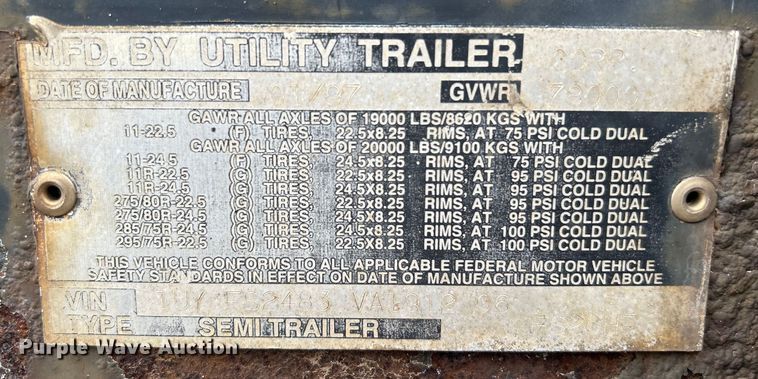 MFD. BY UTILITY TRAILER
DATE OF MANUFACTURE GVWR
GAWR ALL AXLES OF 19000 LBS/8620 KGS WITH
11-22.5 (F) TIRES, 22.5x8.25 RIMS, AT 75 PSI COLD DUAL
GAWR ALL AXLES OF 20000 LBS/9100 KGS WITH
11-24.5 (F) TIRES, 24.5x8.25 RIMS, AT 75 PSI COLD DUAL
11R-22.5 (G) TIRES, 22.5X8.25 RIMS, AT 95 PSI COLD DUAL
11R-24.5 (G) TIRES, 24.5X8.25 RIMS, AT 95 PSI COLD DUAL
275/80R-22.5 (G) TIRES, 22.5X8.25 RIMS, AT 95 PSI COLD DUAL
275/80R-24.5 (G) TIRES, 24.5X8.25 RIMS, AT 95 PSI COLD DUAL
285/75R-24.5 (G) TIRES, 24.5x8.25 RIMS, AT 100 PSI COLD DUAL
295/75R-22.5 (G) TIRES, 22.5x8.25 RIMS, AT 100 PSI COLD DUAL
THIS VEHICLE CONFORMS TO ALL APPLICABLE FEDERAL MOTOR VEHICLE
SAFETY STANDARDS IN EFFECT ON DATE OF MANUFACTURE SHOWN ABOVE
VIN
TYPE SEMITRAILER
Purple Wave Auction